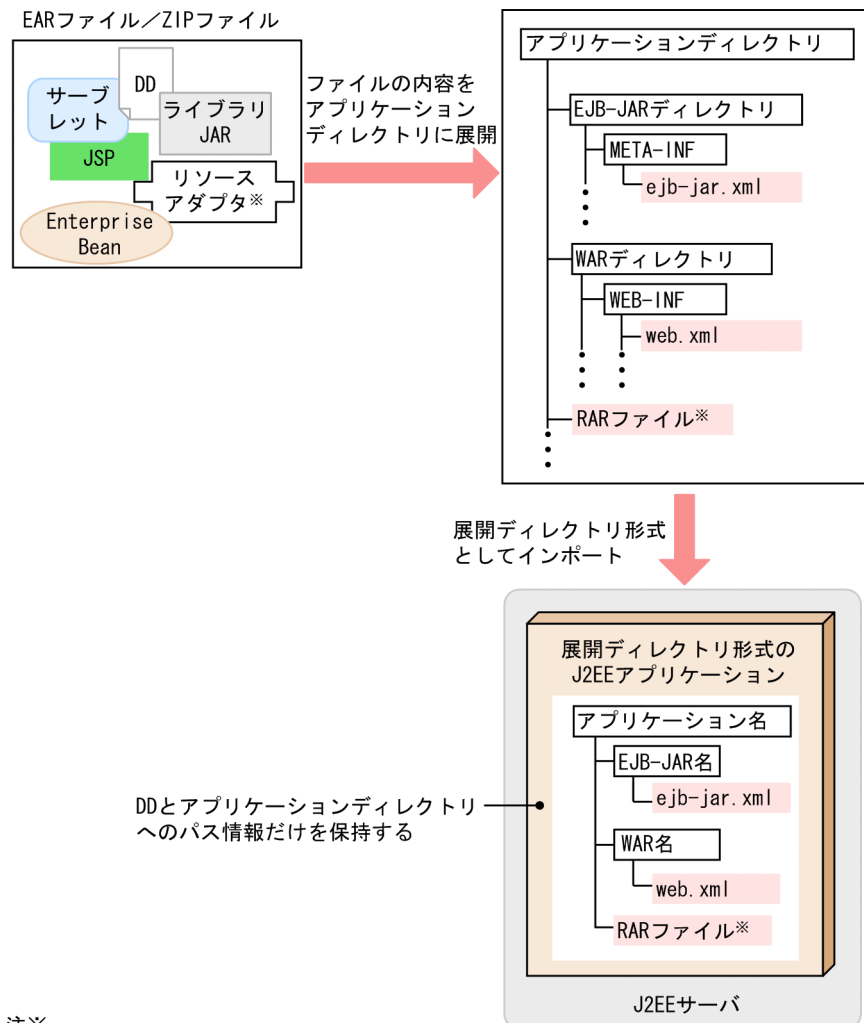 EARファイル／ZIPファイル
DD
サーブ
レット
ライブラリ
JAR
JSP
リソース
アダプタ※
Enterprise
Bean
ファイルの内容を
アプリケーション
ディレクトリに展開
アプリケーションディレクトリ
EJB-JARディレクトリ
META-INF
ejb-jar.xml
WARディレクトリ
WEB-INF
web.xml
RARファイル※
展開ディレクトリ形式
としてインポート
展開ディレクトリ形式の
J2EEアプリケーション
アプリケーション名
EJB-JAR名
ejb-jar.xml
WAR名
web.xml
RARファイル※
DDとアプリケーションディレクトリ
へのパス情報だけを保持する
J2EEサーバ
注※